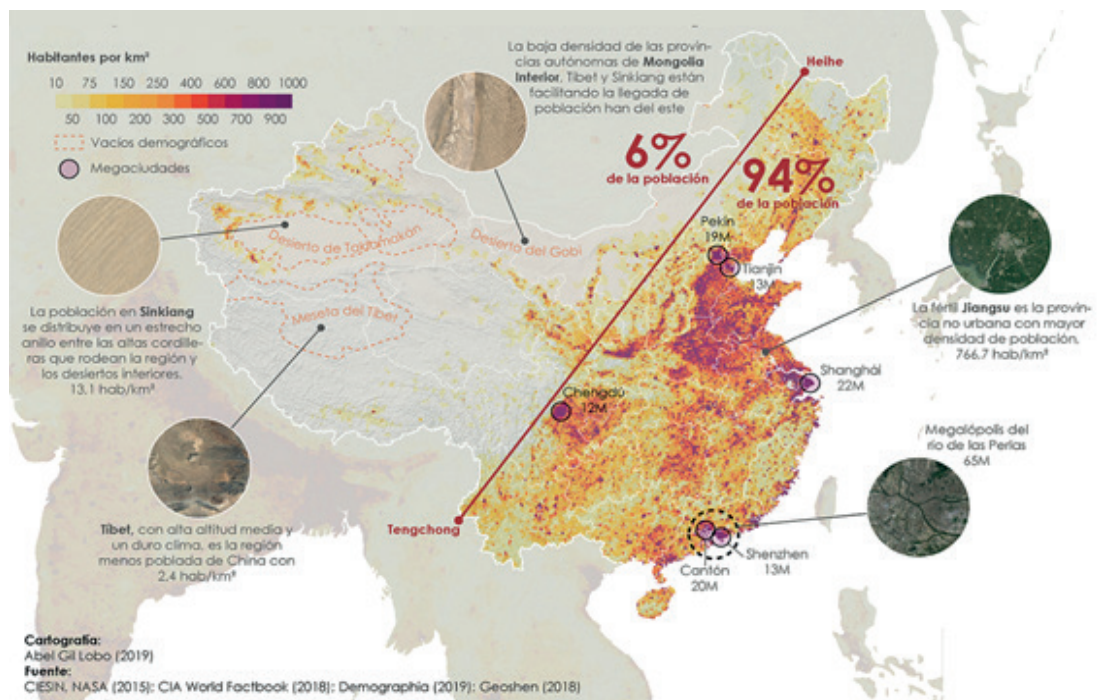 Habitantes por km²
10 75 150 250 400 600 800 1000
50 100 200 300 500 700 900
Vacíos demográficos
Megaciudades
La baja densidad de las provin-
cias autónomas de Mongolia
Interior, Tíbet y Sinkiang están
facilitando la llegada de
población han del este
Heihe
6%
de la población
94%
de la población
Pekín
19M
Tianjin
13M
Desierto de Taklamakán
Desierto del Gobi
Meseta del Tíbet
La población en Sinkiang
se distribuye en un estrecho
anillo entre las altas cordille-
ras que rodean la región y
los desiertos interiores.
13,1 hab/km²
La fértil Jiangsu es la provin-
cia no urbana con mayor
densidad de población.
766,7 hab/km²
Shanghái
22M
Chengdú
12M
Megalópolis del
río de las Perlas
65M
Tengchong
Tíbet, con alta altitud media y
un duro clima, es la región
menos poblada de China con
2,4 hab/km²
Shenzhen
13M
Cantón
20M
Cartografía:
Abel Gil Lobo (2019)
Fuente:
CIESIN, NASA (2015); CIA World Factbook (2018); Demographia (2019); Geoshen (2018)